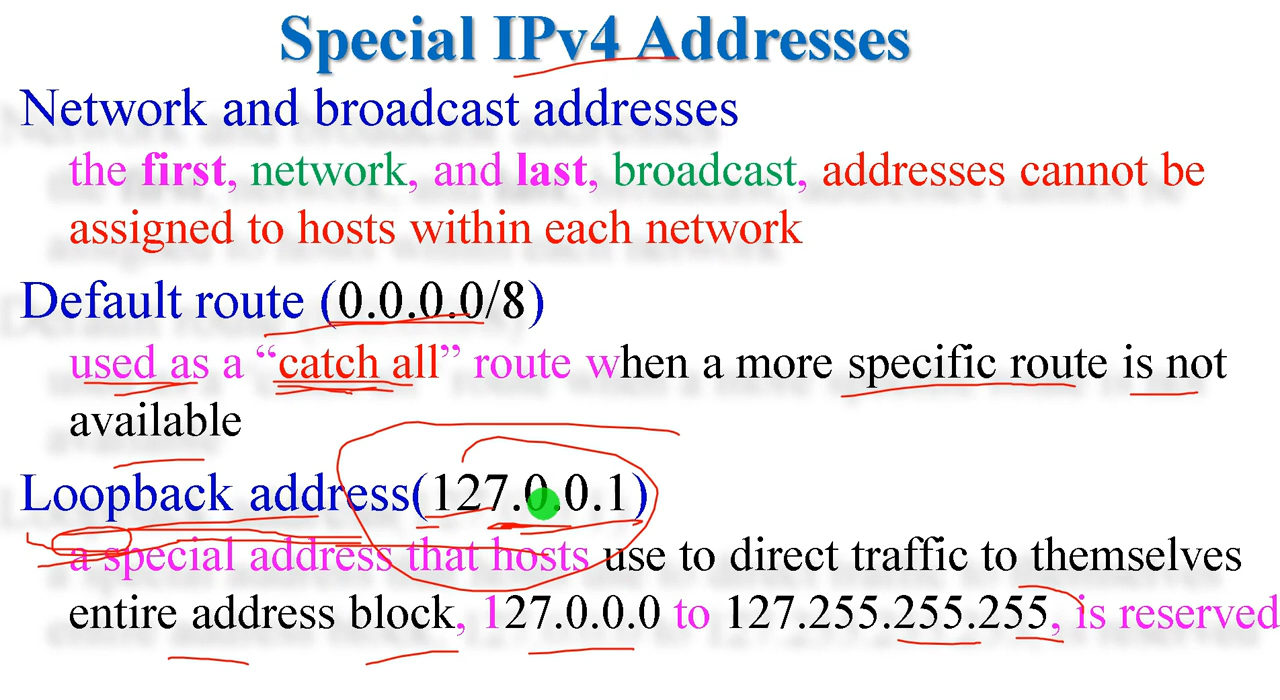 Special IPv4 Addresses
Network and broadcast addresses
the first, network, and last, broadcast, addresses cannot be
assigned to hosts within each network
Default route (0.0.0.0/8)
used as a “catch all” route when a more specific route is not
available
Loopback address(127.0.0.1)
a special address that hosts use to direct traffic to themselves
entire address block, 127.0.0.0 to 127.255.255.255, is reserved